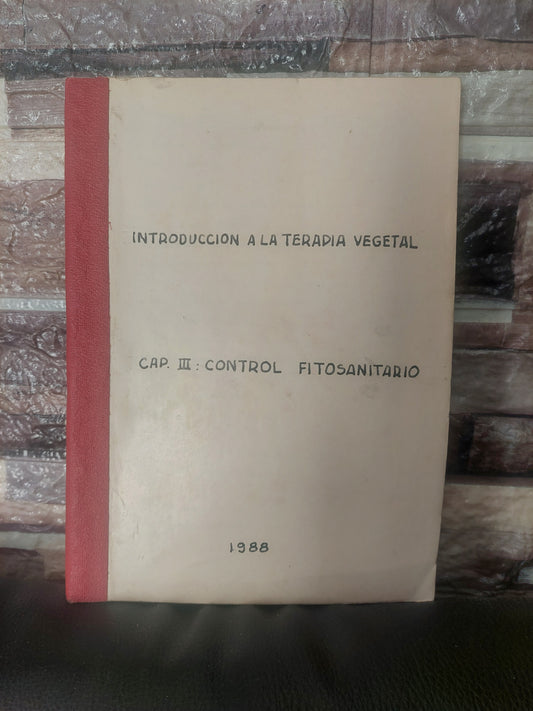 INTRODUCCION A LA TERAPIA VEGETAL
CAP. III : CONTROL FITOSANITARIO
1988